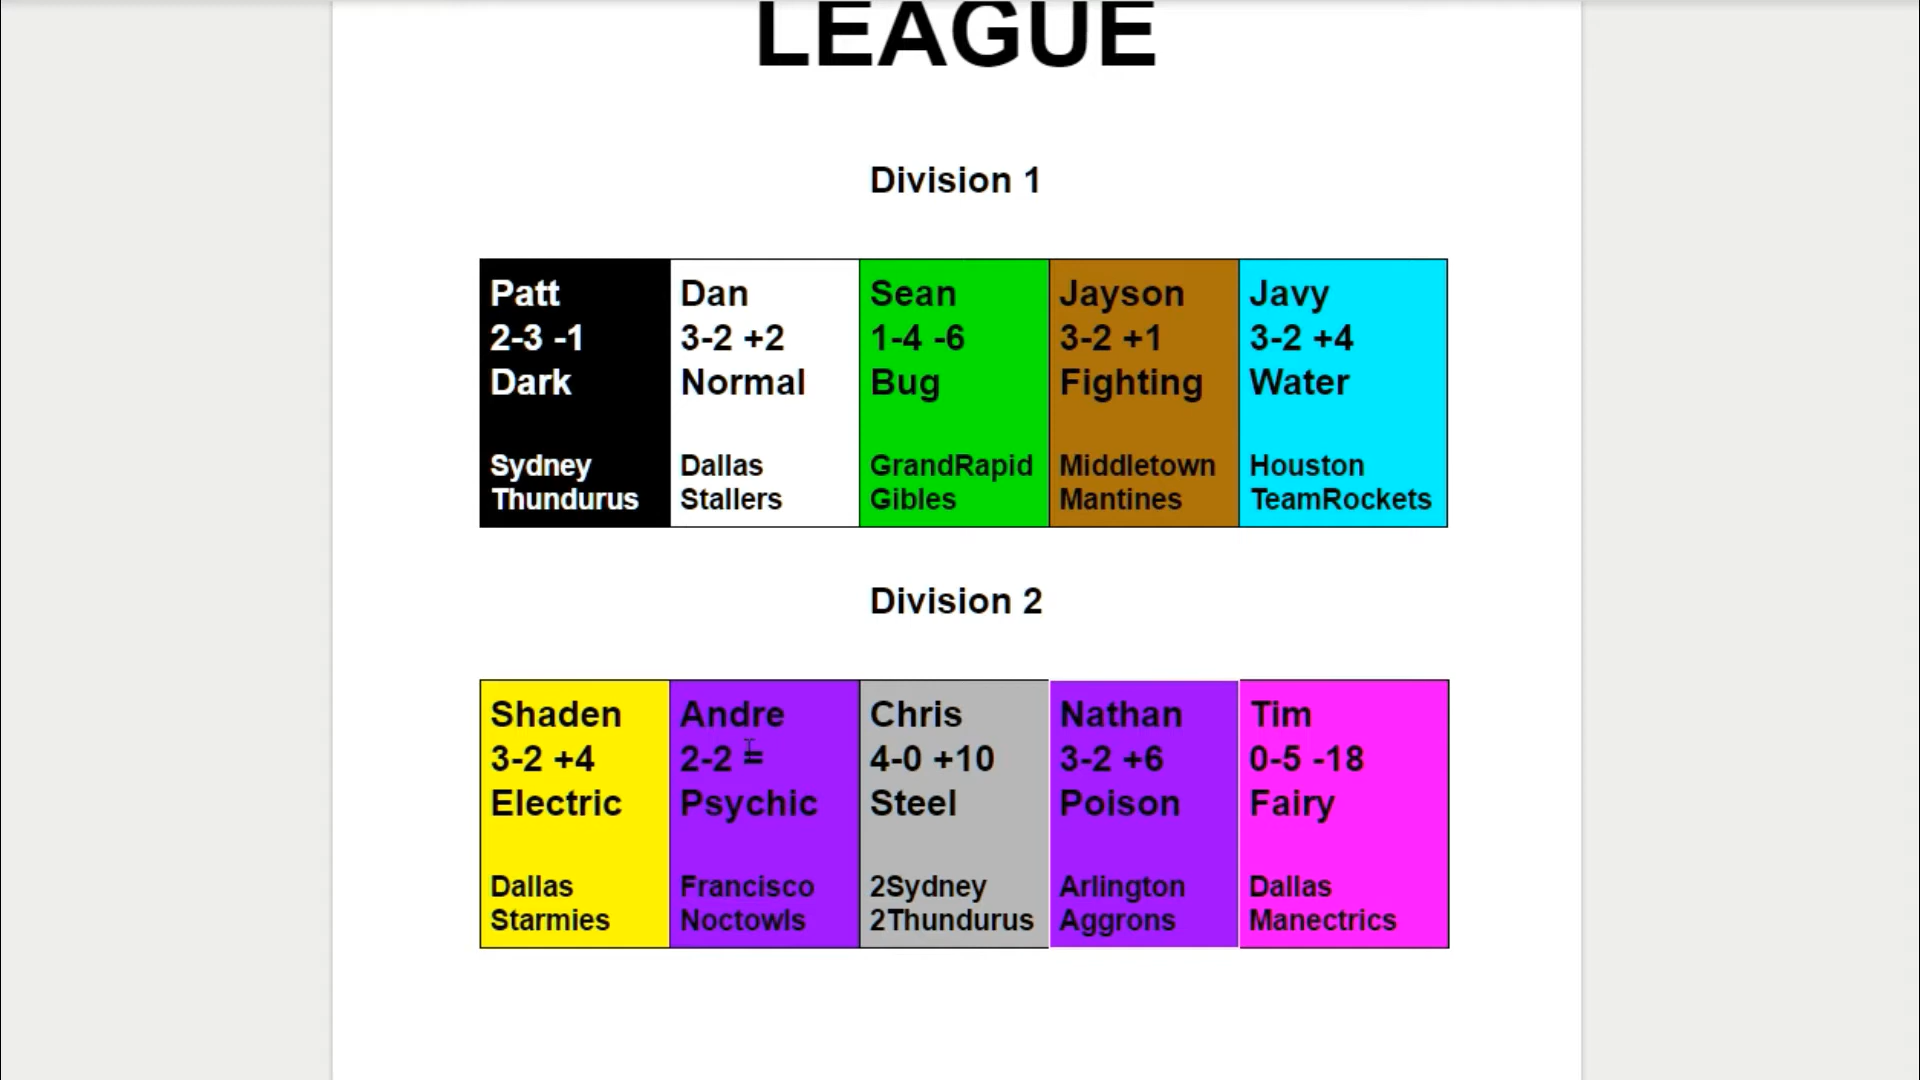 LEAGUE
Division 1
Patt
2-3 -1
Dark
Sydney
Thundurus
Dan
3-2 +2
Normal
Dallas
Stallers
Sean
1-4 -6
Bug
GrandRapid
Gibles
Jayson
3-2 +1
Fighting
Middletown
Mantines
Javy
3-2 +4
Water
Houston
TeamRockets
Division 2
Shaden
3-2 +4
Electric
Dallas
Starmies
Andre
2-2 =
Psychic
Francisco
Noctowls
Chris
4-0 +10
Steel
2Sydney
2Thundurus
Nathan
3-2 +6
Poison
Arlington
Aggrons
Tim
0-5 -18
Fairy
Dallas
Manectrics